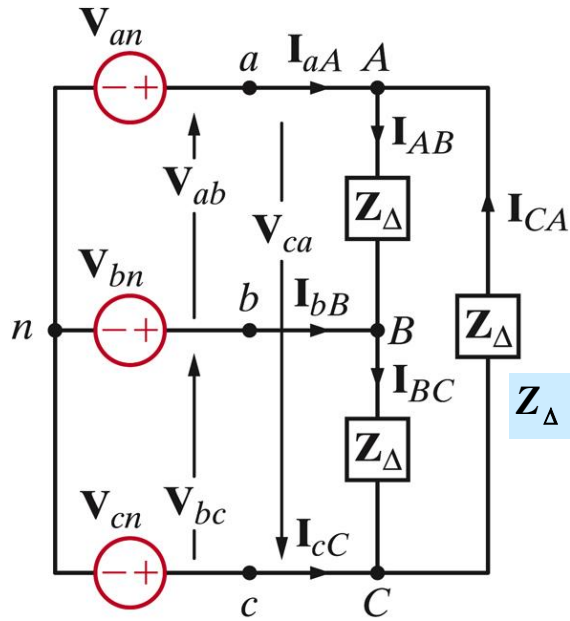 V_an
a I_aA A
− +
I_AB
V_ab
Z_Δ
I_CA
V_ca
V_bn
b I_bB
n − + B
Z_Δ
I_BC
Z_Δ
Z_Δ
V_cn
V_bc
I_cC
− +
c C